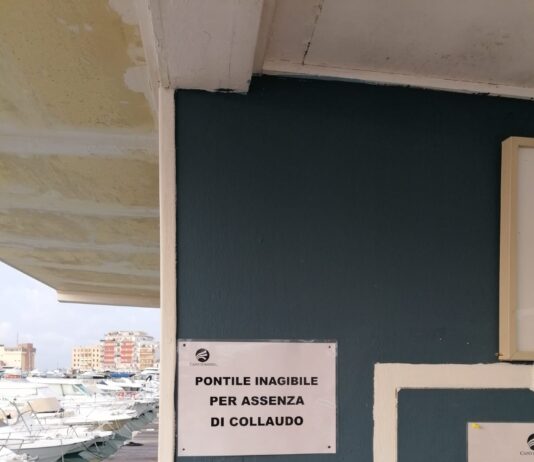 PONTILE INAGIBILE
PER ASSENZA
DI COLLAUDO